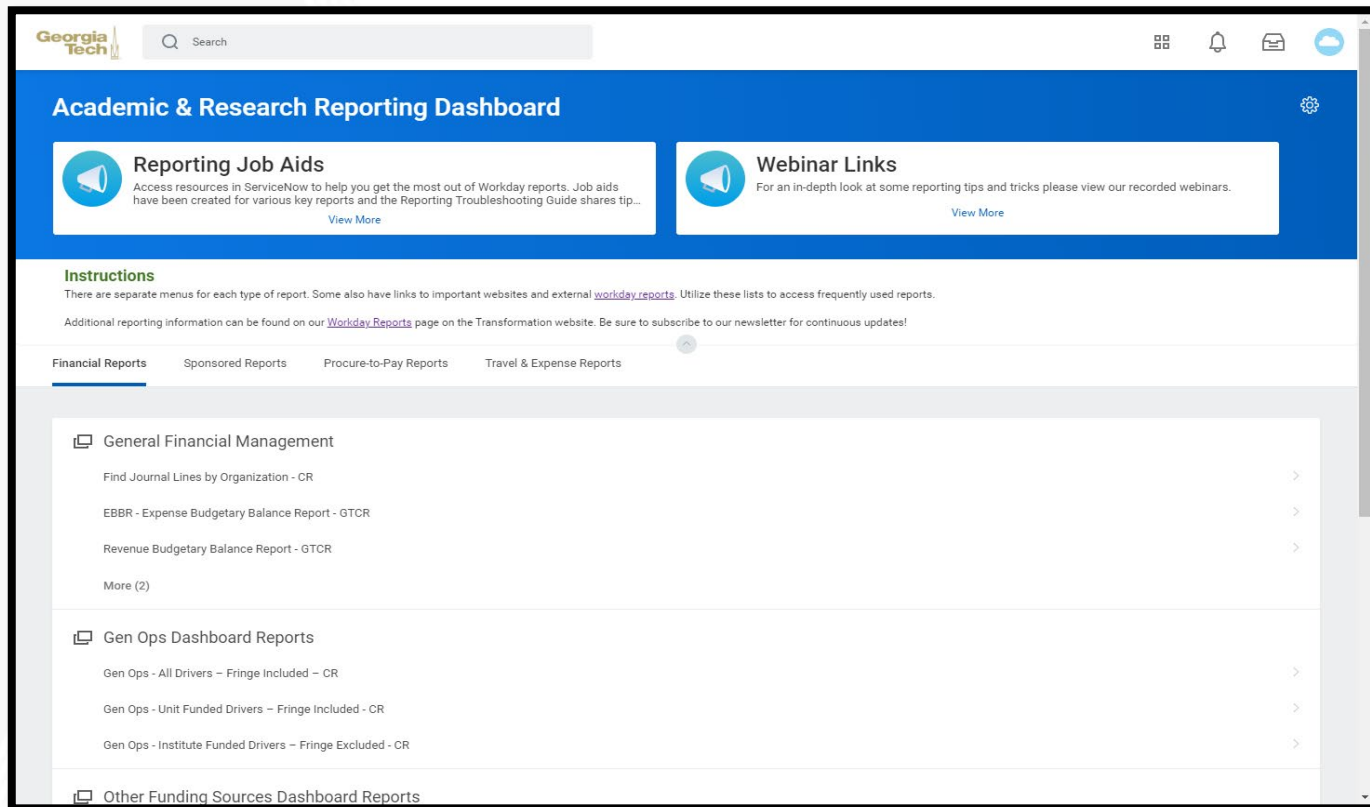 Georgia
Tech
Search
Academic & Research Reporting Dashboard
Reporting Job Aids
Access resources in ServiceNow to help you get the most out of Workday reports. Job aids
have been created for various key reports and the Reporting Troubleshooting Guide shares tip...
View More
Webinar Links
For an in-depth look at some reporting tips and tricks please view our recorded webinars.
View More
Instructions
There are separate menus for each type of report. Some also have links to important websites and external workday reports. Utilize these lists to access frequently used reports.
Additional reporting information can be found on our Workday Reports page on the Transformation website. Be sure to subscribe to our newsletter for continuous updates!
Financial Reports Sponsored Reports Procure-to-Pay Reports Travel & Expense Reports
General Financial Management
Find Journal Lines by Organization - CR
EBBR - Expense Budgetary Balance Report - GTCR
Revenue Budgetary Balance Report - GTCR
More (2)
Gen Ops Dashboard Reports
Gen Ops - All Drivers – Fringe Included – CR
Gen Ops - Unit Funded Drivers – Fringe Included - CR
Gen Ops - Institute Funded Drivers – Fringe Excluded - CR
Other Funding Sources Dashboard Reports